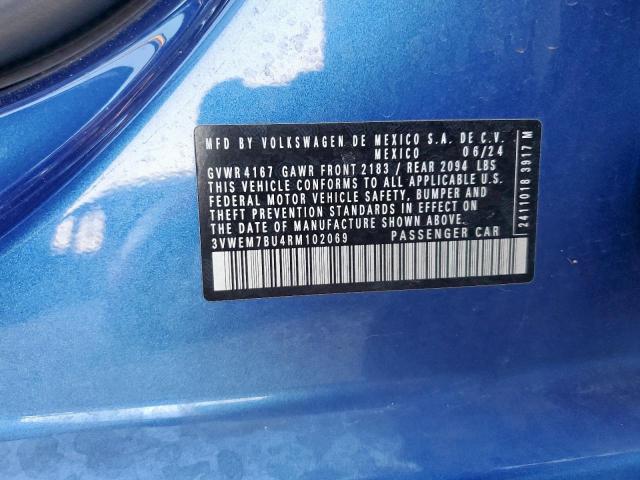 MFD BY VOLKSWAGEN DE MEXICO S.A. DE C.V.
MEXICO 06/24
GVWR 4167 GAWR FRONT 2183 / REAR 2094 LBS
THIS VEHICLE CONFORMS TO ALL APPLICABLE U.S.
FEDERAL MOTOR VEHICLE SAFETY, BUMPER AND
THEFT PREVENTION STANDARDS IN EFFECT ON
THE DATE OF MANUFACTURE SHOWN ABOVE.
3VWEM7BU4RM102069 PASSENGER CAR
2411018 3917 M